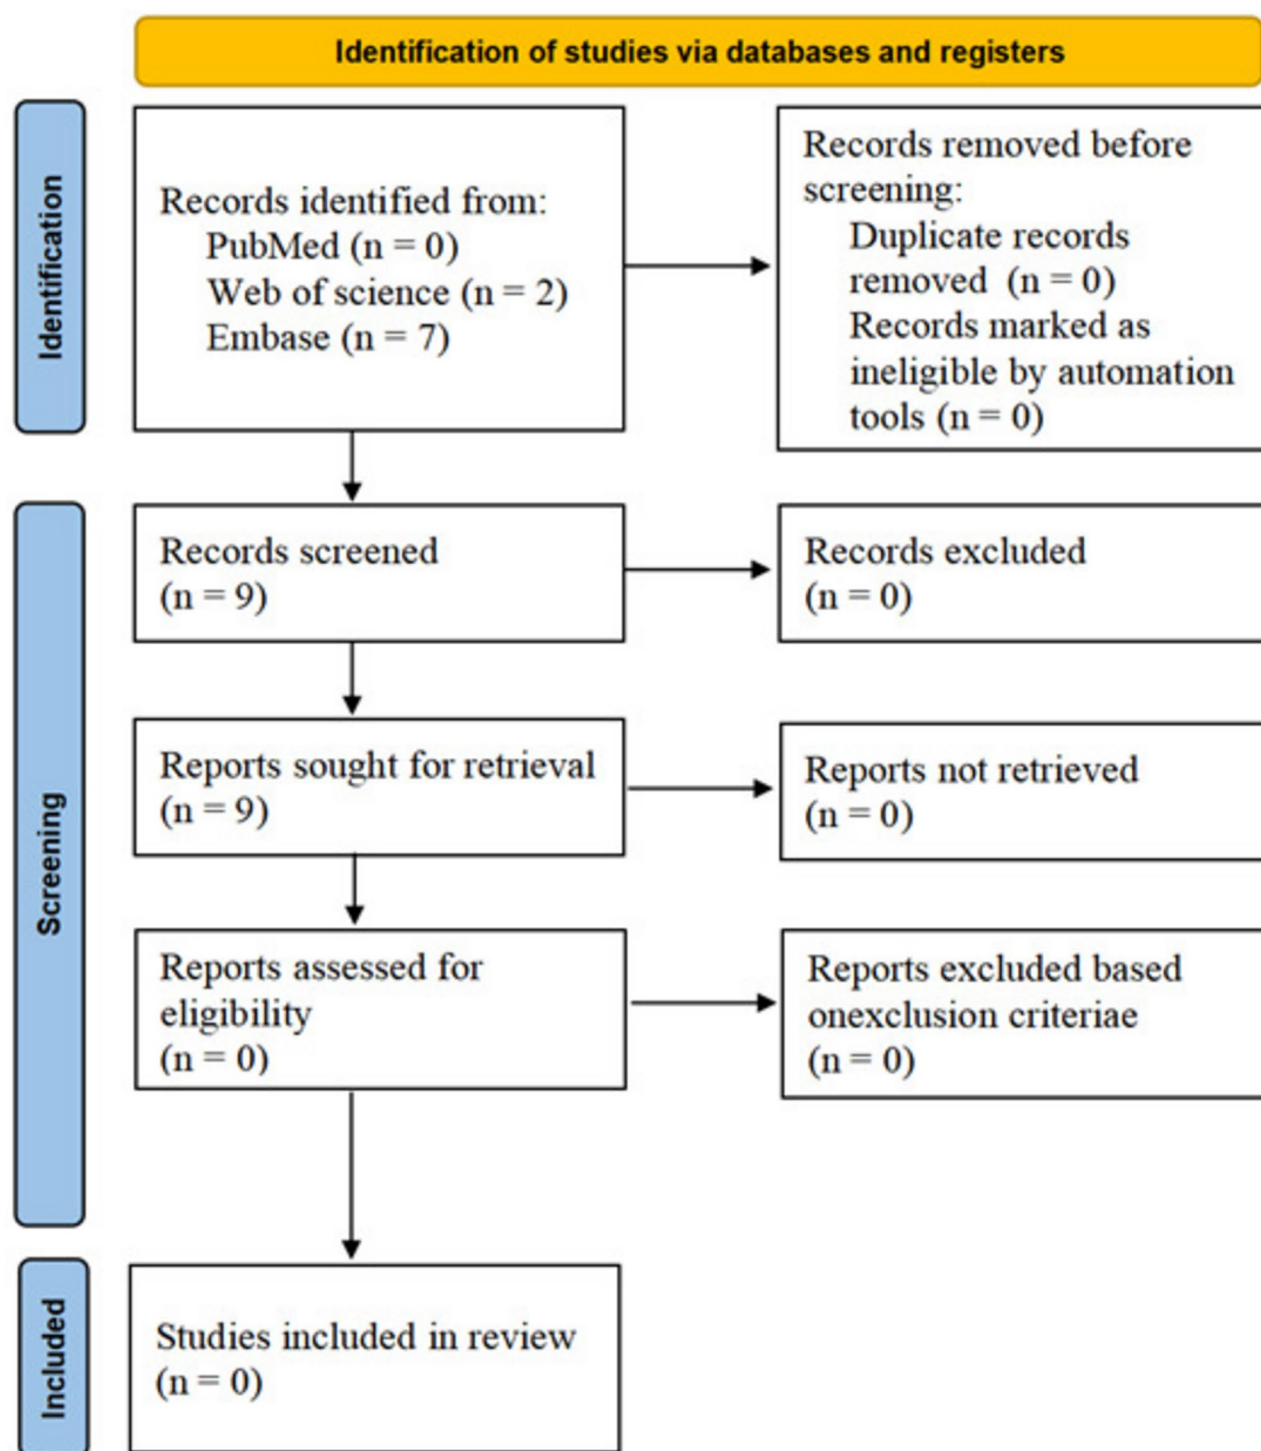 Identification of studies via databases and registers
Identification
Records identified from:
PubMed (n = 0)
Web of science (n = 2)
Embase (n = 7)
Records removed before
screening:
Duplicate records
removed (n = 0)
Records marked as
ineligible by automation
tools (n = 0)
Screening
Records screened
(n = 9)
Records excluded
(n = 0)
Reports sought for retrieval
(n = 9)
Reports not retrieved
(n = 0)
Reports assessed for
eligibility
(n = 0)
Reports excluded based
onexclusion criteriae
(n = 0)
Included
Studies included in review
(n = 0)